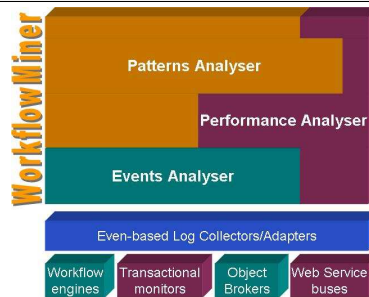 WorkflowMiner
Patterns Analyser
Performance Analyser
Events Analyser
Even-based Log Collectors/Adapters
Workflow
engines
Transactional
monitors
Object
Brokers
Web Service
buses